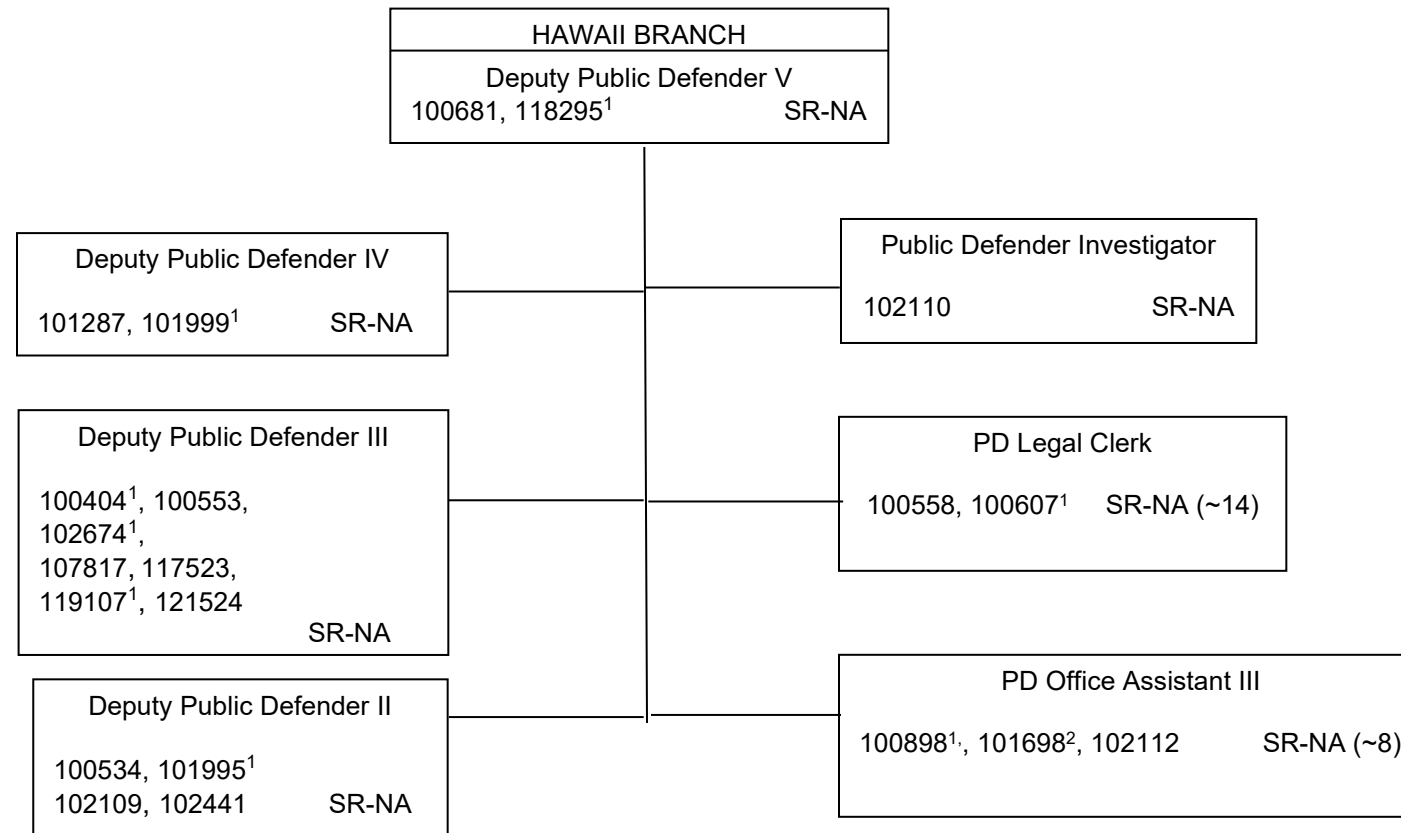 HAWAII BRANCH
Deputy Public Defender V
100681, 118295¹ SR-NA
Deputy Public Defender IV
101287, 101999¹ SR-NA
Public Defender Investigator
102110 SR-NA
Deputy Public Defender III
100404¹, 100553,
102674¹,
107817, 117523,
119107¹, 121524
SR-NA
PD Legal Clerk
100558, 100607¹ SR-NA (~14)
Deputy Public Defender II
100534, 101995¹
102109, 102441 SR-NA
PD Office Assistant III
100898¹·, 101698², 102112 SR-NA (~8)